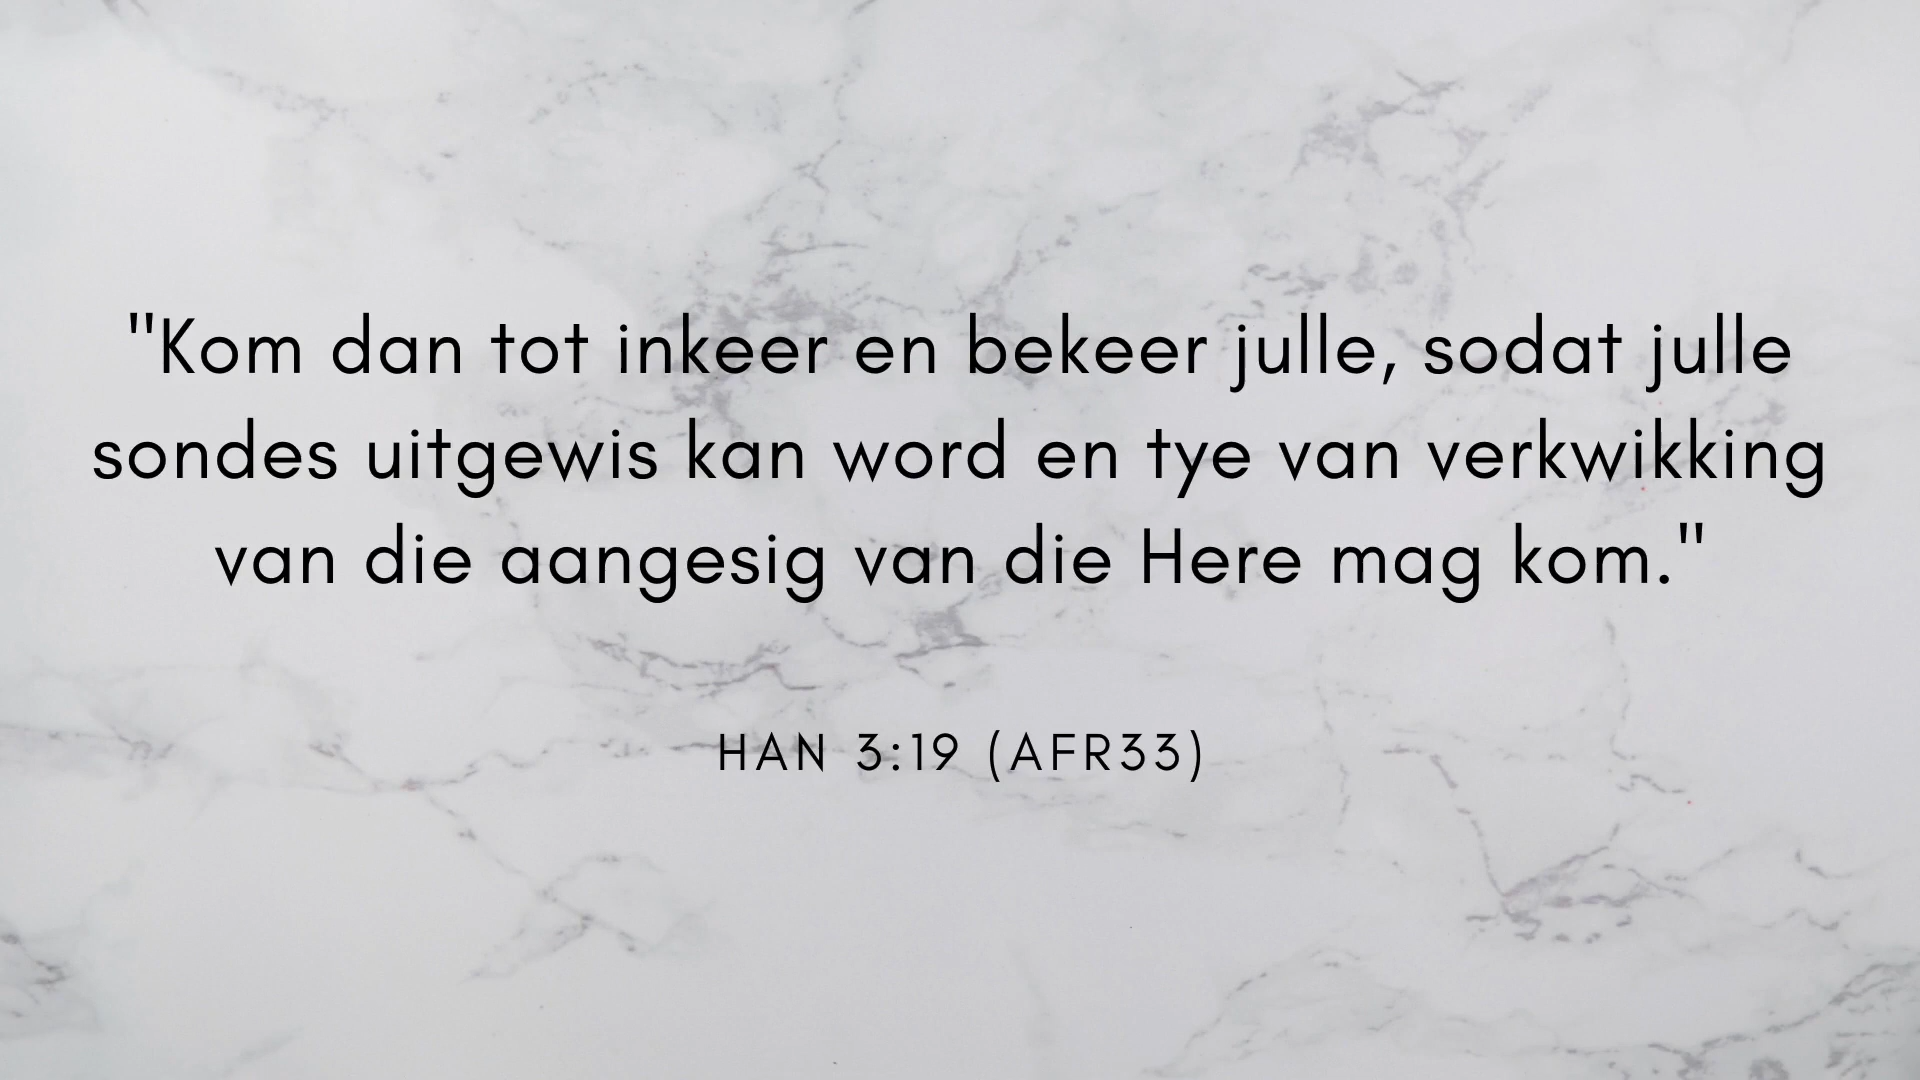 "Kom dan tot inkeer en bekeer julle, sodat julle
sondes uitgewis kan word en tye van verkwikking
van die aangesig van die Here mag kom."
HAN 3:19 (AFR33)